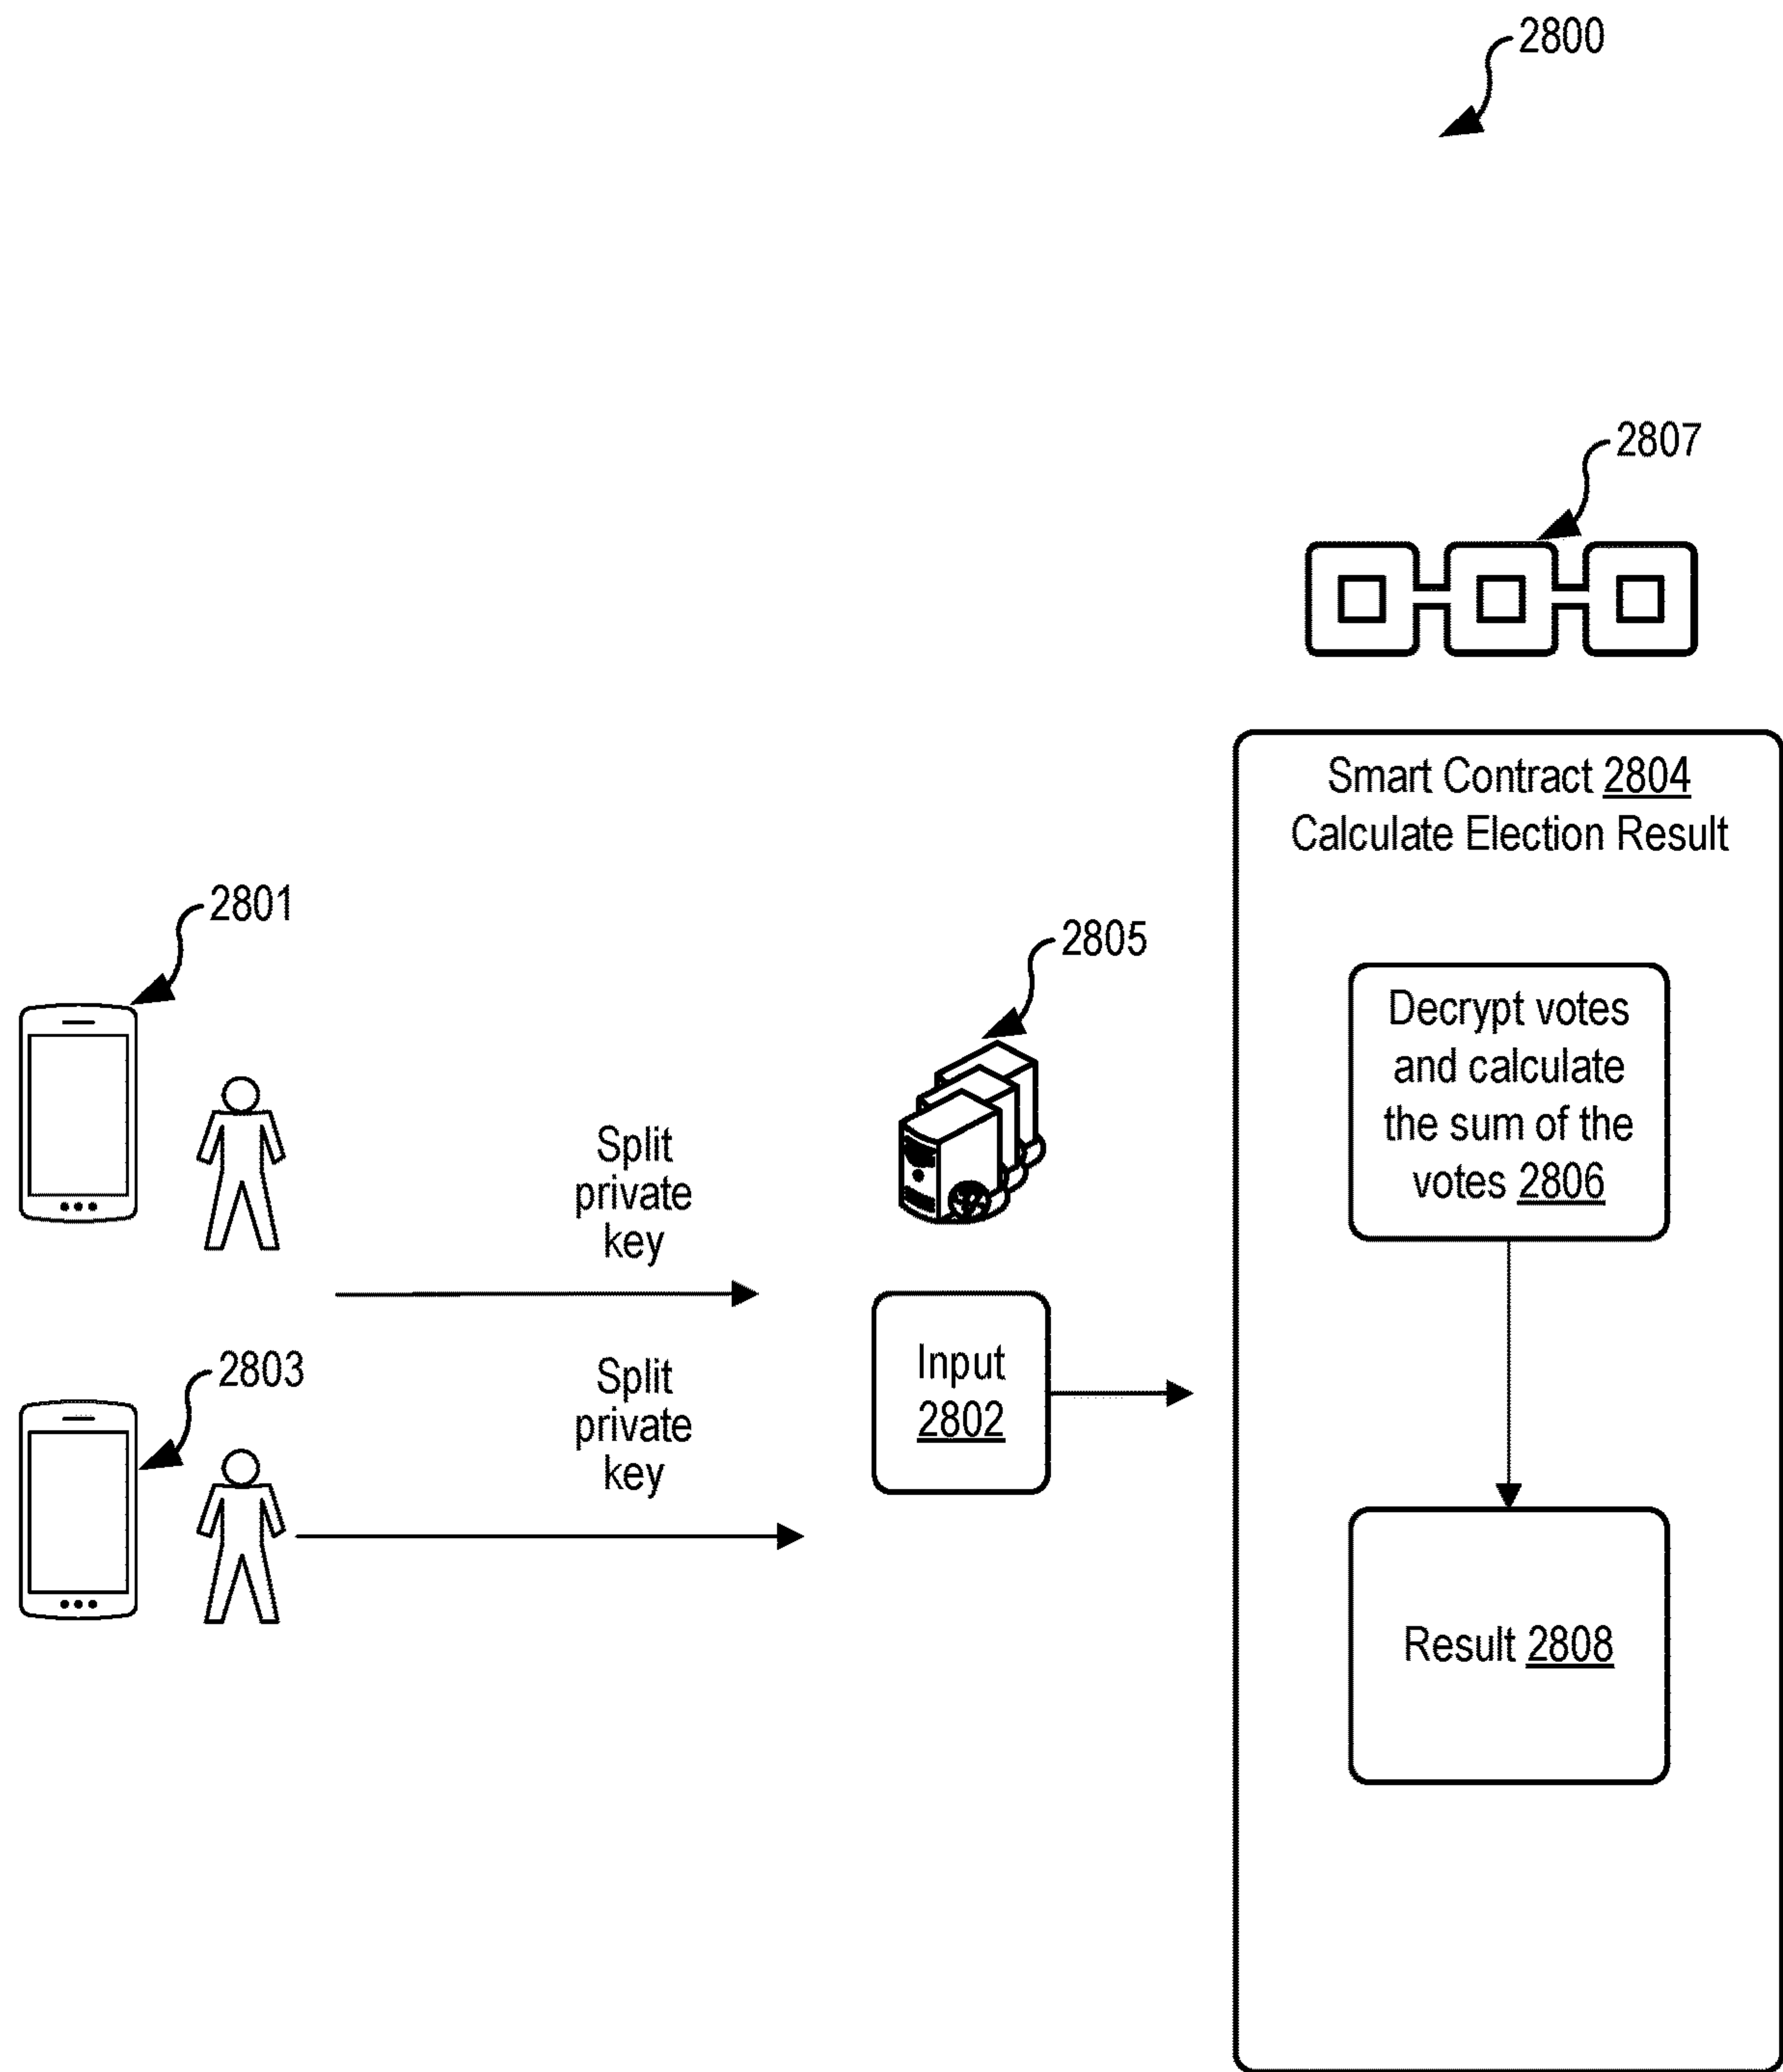 2800
2807
Smart Contract 2804
Calculate Election Result
2801
2805
Decrypt votes
and calculate
the sum of the
votes 2806
Split
private
key
Input
2802
2803
Split
private
key
Result 2808